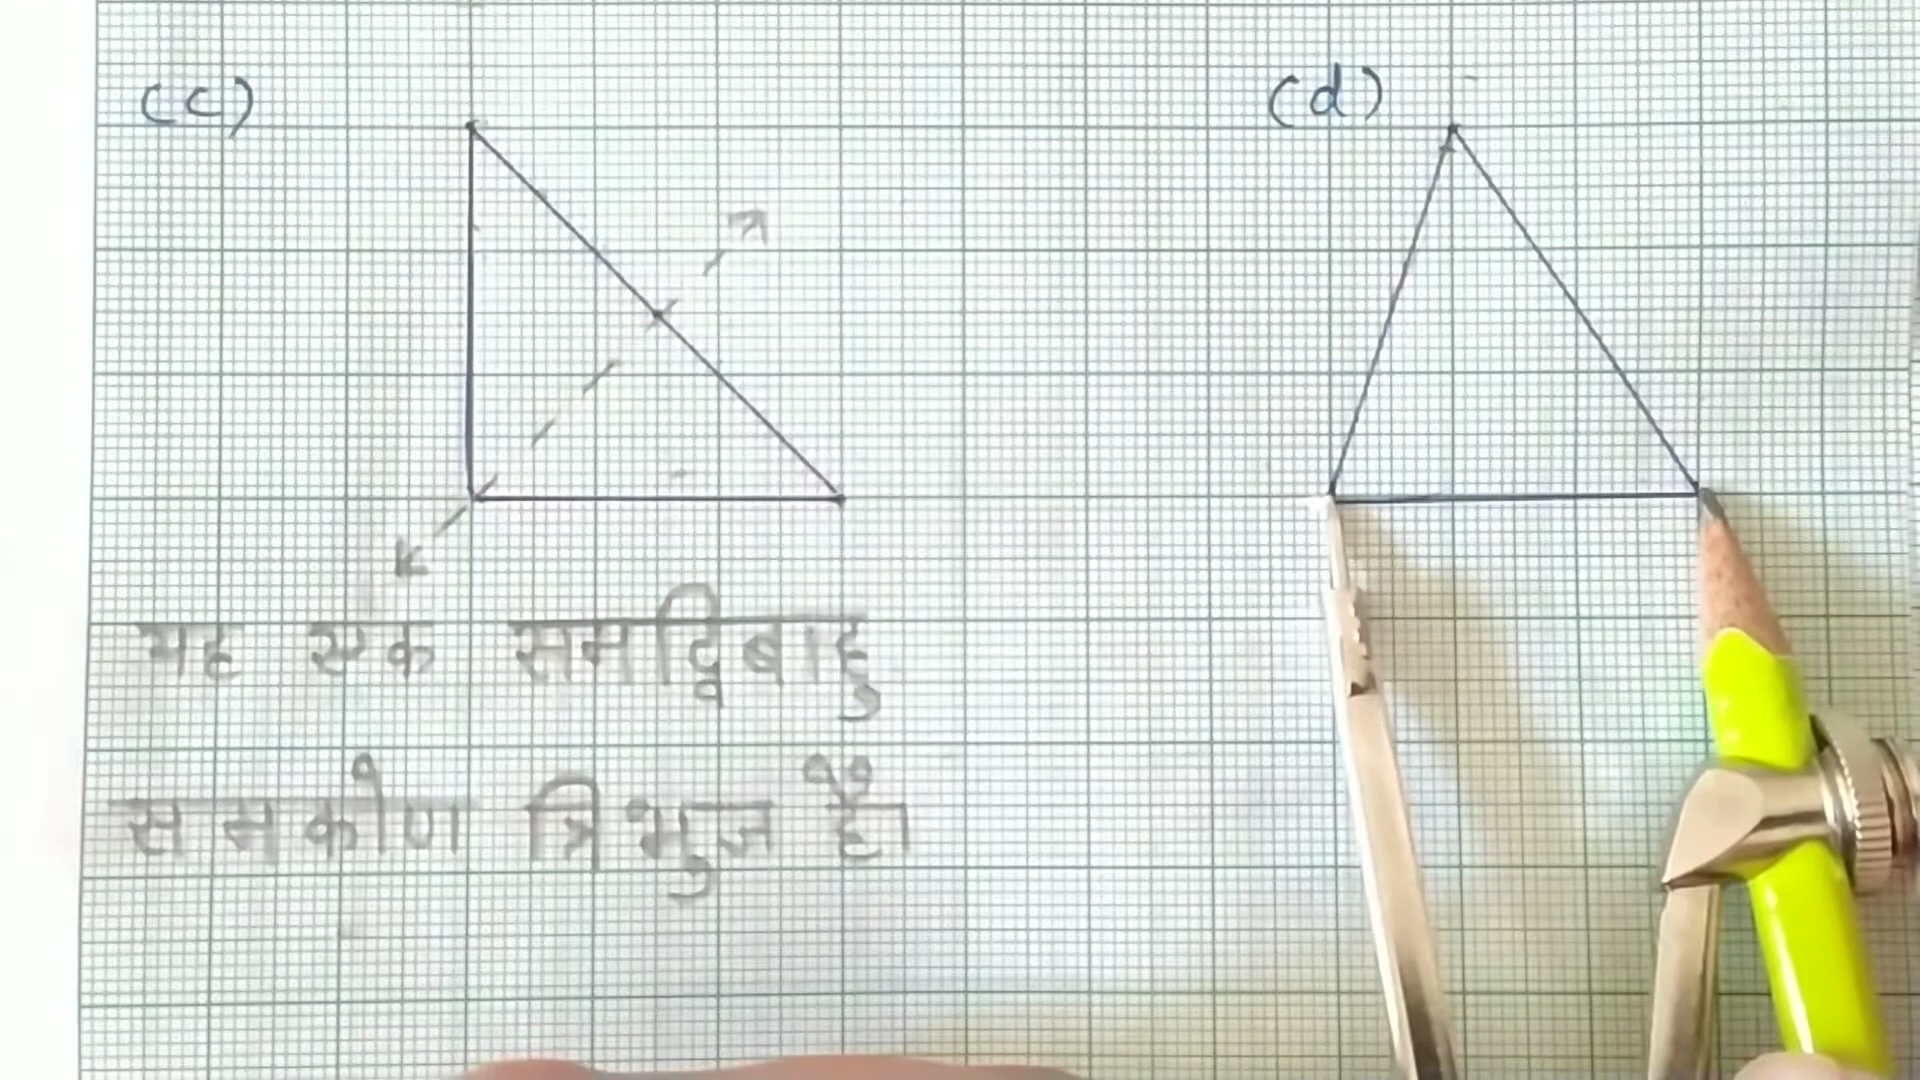 (c)
(d)
यह एक समद्विबाहु
समकोण त्रिभुज हैं।